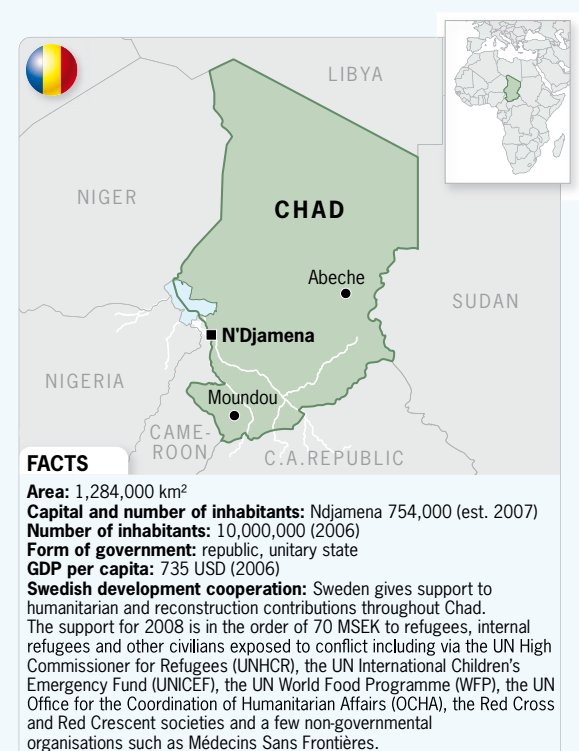 LIBYA
NIGER
CHAD
Abeche
SUDAN
N'Djamena
NIGERIA
Moundou
CAME-
ROON
C.A.REPUBLIC
FACTS
Area: 1,284,000 km²
Capital and number of inhabitants: Ndjamena 754,000 (est. 2007)
Number of inhabitants: 10,000,000 (2006)
Form of government: republic, unitary state
GDP per capita: 735 USD (2006)
Swedish development cooperation: Sweden gives support to
humanitarian and reconstruction contributions throughout Chad.
The support for 2008 is in the order of 70 MSEK to refugees, internal
refugees and other civilians exposed to conflict including via the UN High
Commissioner for Refugees (UNHCR), the UN International Children's
Emergency Fund (UNICEF), the UN World Food Programme (WFP), the UN
Office for the Coordination of Humanitarian Affairs (OCHA), the Red Cross
and Red Crescent societies and a few non-governmental
organisations such as Médecins Sans Frontières.